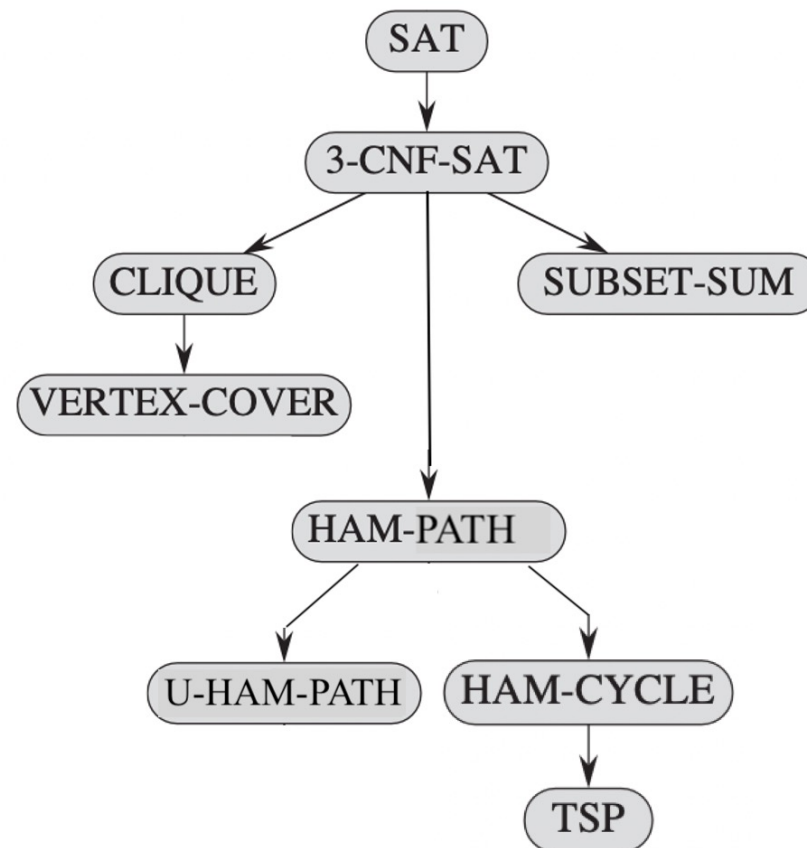 SAT
3-CNF-SAT
CLIQUE
SUBSET-SUM
VERTEX-COVER
HAM-PATH
U-HAM-PATH
HAM-CYCLE
TSP